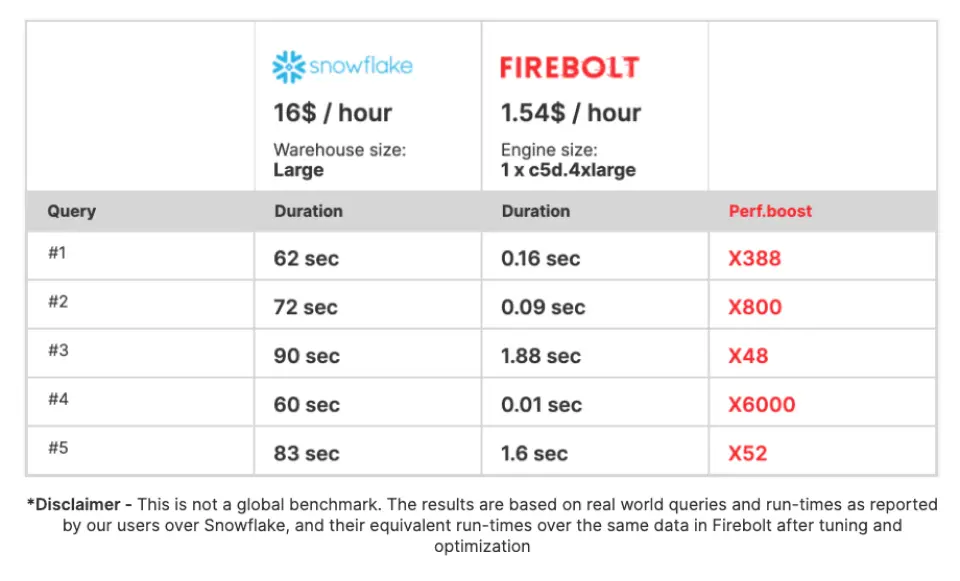 snowflake
16$ / hour
Warehouse size:
Large
FIREBOLT
1.54$ / hour
Engine size:
1 x c5d.4xlarge
Query Duration Duration Perf.boost
#1 62 sec 0.16 sec X388
#2 72 sec 0.09 sec X800
#3 90 sec 1.88 sec X48
#4 60 sec 0.01 sec X6000
#5 83 sec 1.6 sec X52
*Disclaimer - This is not a global benchmark. The results are based on real world queries and run-times as reported
by our users over Snowflake, and their equivalent run-times over the same data in Firebolt after tuning and
optimization